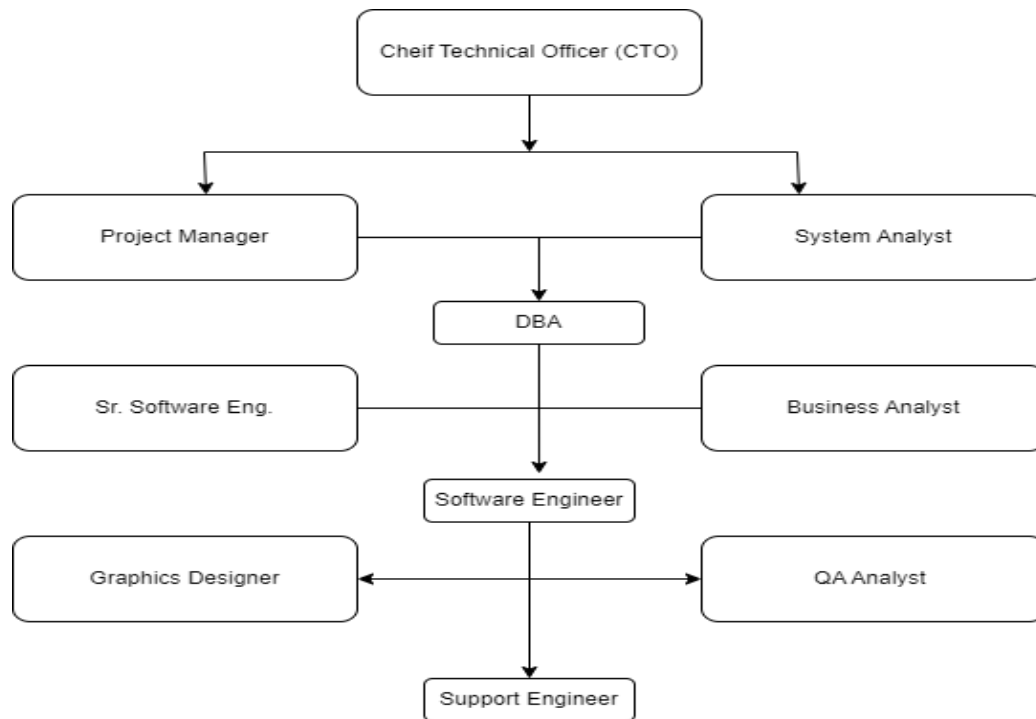 Cheif Technical Officer (CTO)
Project Manager
System Analyst
DBA
Sr. Software Eng.
Business Analyst
Software Engineer
Graphics Designer
QA Analyst
Support Engineer